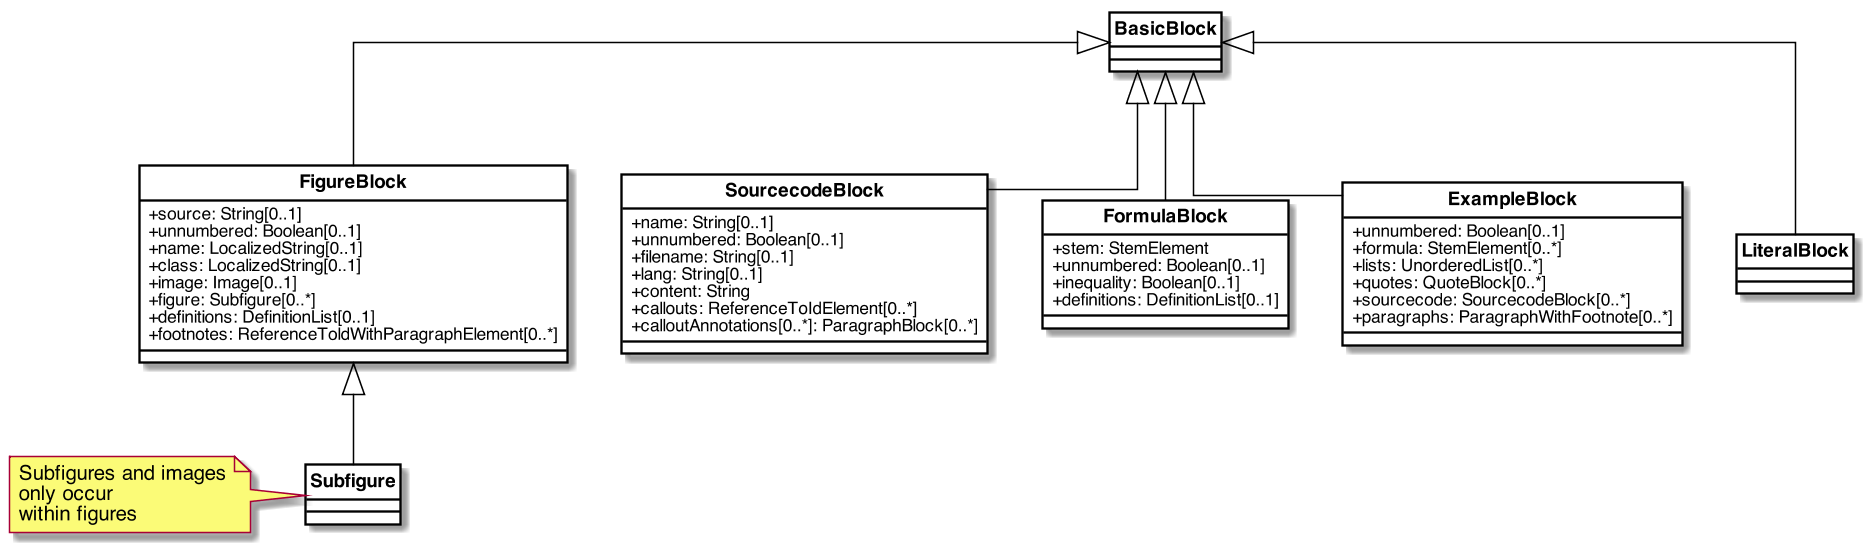 BasicBlock
FigureBlock
+source: String[0..1]
+unnumbered: Boolean[0..1]
+name: LocalizedString[0..1]
+class: LocalizedString[0..1]
+image: Image[0..1]
+figure: Subfigure[0..*]
+definitions: DefinitionList[0..1]
+footnotes: ReferenceToIdWithParagraphElement[0..*]
SourcecodeBlock
+name: String[0..1]
+unnumbered: Boolean[0..1]
+filename: String[0..1]
+lang: String[0..1]
+content: String
+callouts: ReferenceToIdElement[0..*]
+calloutAnnotations[0..*]: ParagraphBlock[0..*]
FormulaBlock
+stem: StemElement
+unnumbered: Boolean[0..1]
+inequality: Boolean[0..1]
+definitions: DefinitionList[0..1]
ExampleBlock
+unnumbered: Boolean[0..1]
+formula: StemElement[0..*]
+lists: UnorderedList[0..*]
+quotes: QuoteBlock[0..*]
+sourcecode: SourcecodeBlock[0..*]
+paragraphs: ParagraphWithFootnote[0..*]
LiteralBlock
Subfigures and images
only occur
within figures
Subfigure